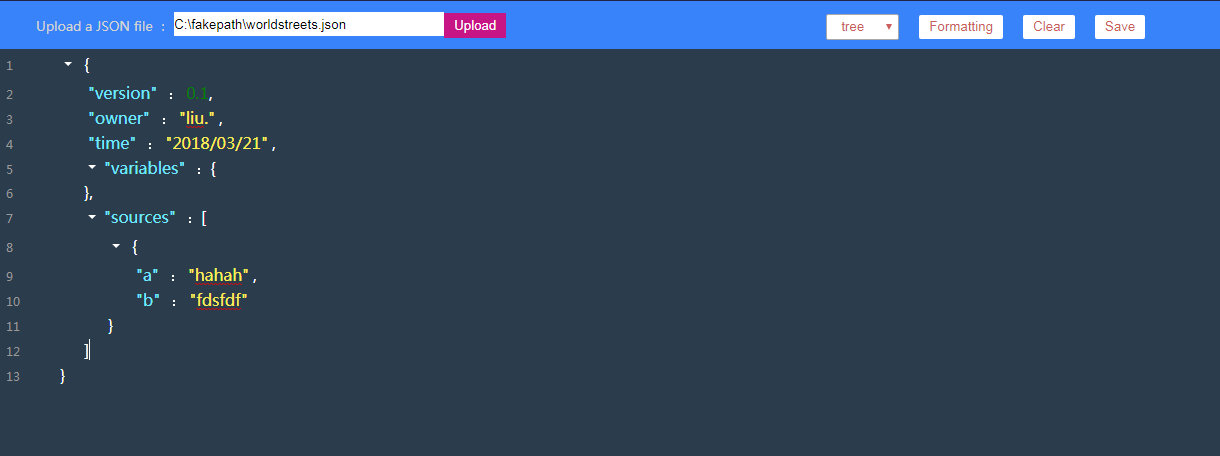 Upload a JSON file : C:\fakepath\worldstreets.json Upload tree Formatting Clear Save
1 {
2 "version" : 0.1,
3 "owner" : "liu." ,
4 "time" : "2018/03/21" ,
5 "variables" : {
6 },
7 "sources" : [
8 {
9 "a" : "hahah" ,
10 "b" : "fdsfdf"
11 }
12 ]
13 }